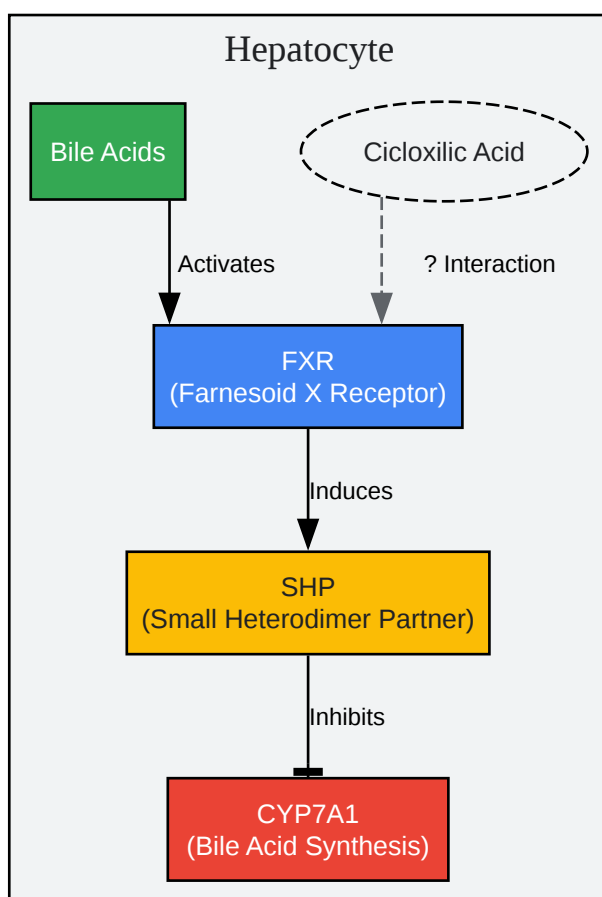 Hepatocyte
Bile Acids
Cicloxilic Acid
Activates
? Interaction
FXR
(Farnesoid X Receptor)
Induces
SHP
(Small Heterodimer Partner)
Inhibits
CYP7A1
(Bile Acid Synthesis)